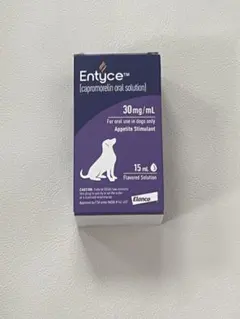 Entyce™
(capromorelin oral solution)
30 mg/mL
For oral use in dogs only
Appetite Stimulant
15 mL
Flavored Solution
Elanco